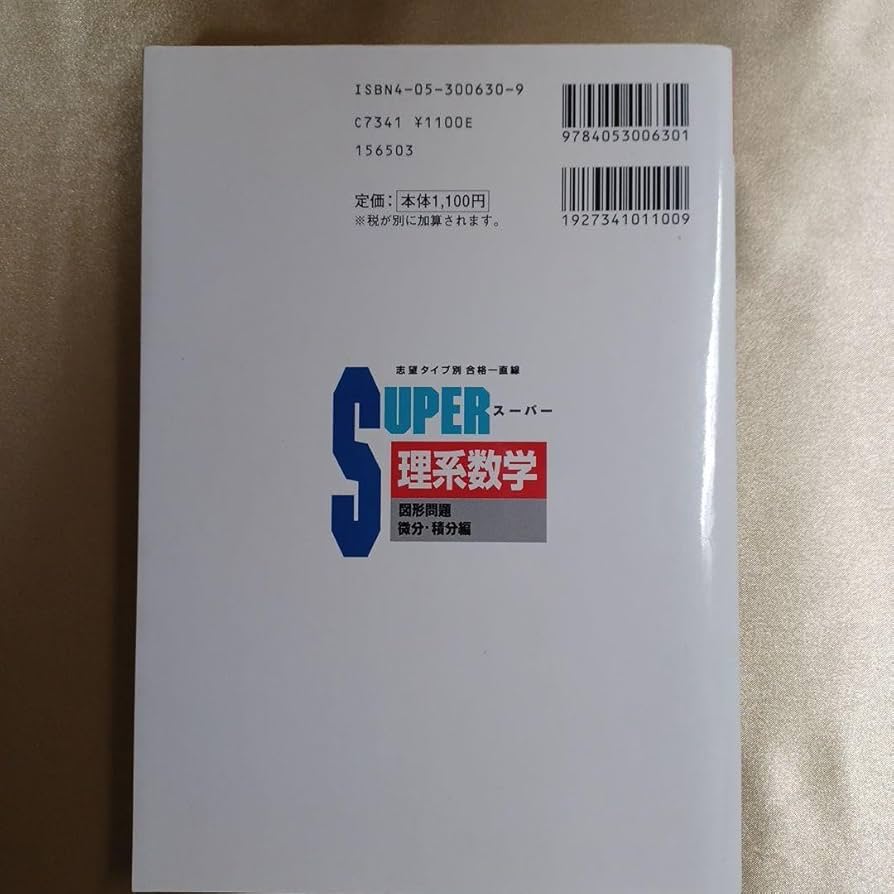 ISBN4-05-300630-9
C7341 ¥1100E
156503
9784053006301
定価：本体1,100円
※税が別に加算されます。
1927341011009
志望タイプ別 合格一直線
SUPER スーパー
理系数学
図形問題
微分・積分編